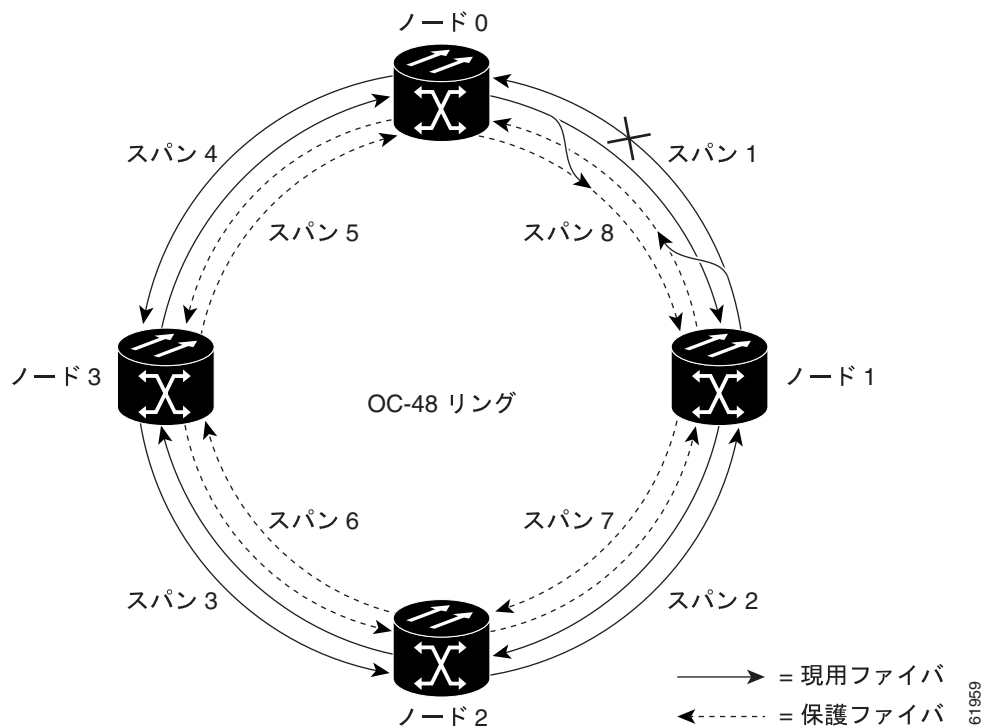 ノード 0
スパン 4
スパン 1
スパン 5
スパン 8
ノード 3
OC-48 リング
ノード 1
スパン 6
スパン 7
スパン 3
スパン 2
ノード 2
= 現用ファイバ
= 保護ファイバ
61959